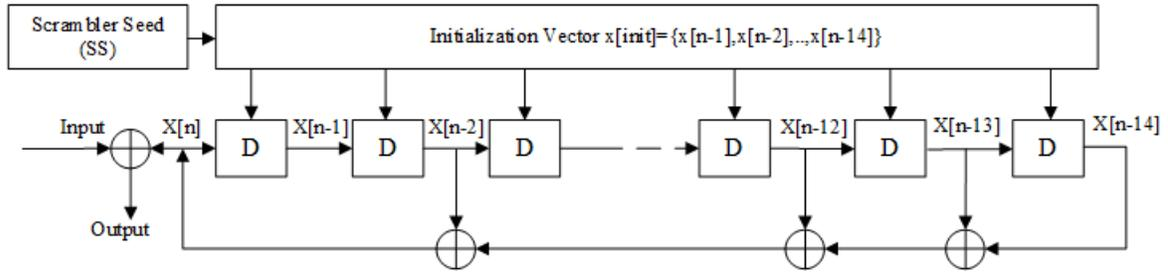 Scrambler Seed
(SS)
Initialization Vector x[init]={x[n-1],x[n-2],..,x[n-14]}
Input
X[n]
D
X[n-1]
D
X[n-2]
D
D
X[n-12]
D
X[n-13]
D
X[n-14]
Output